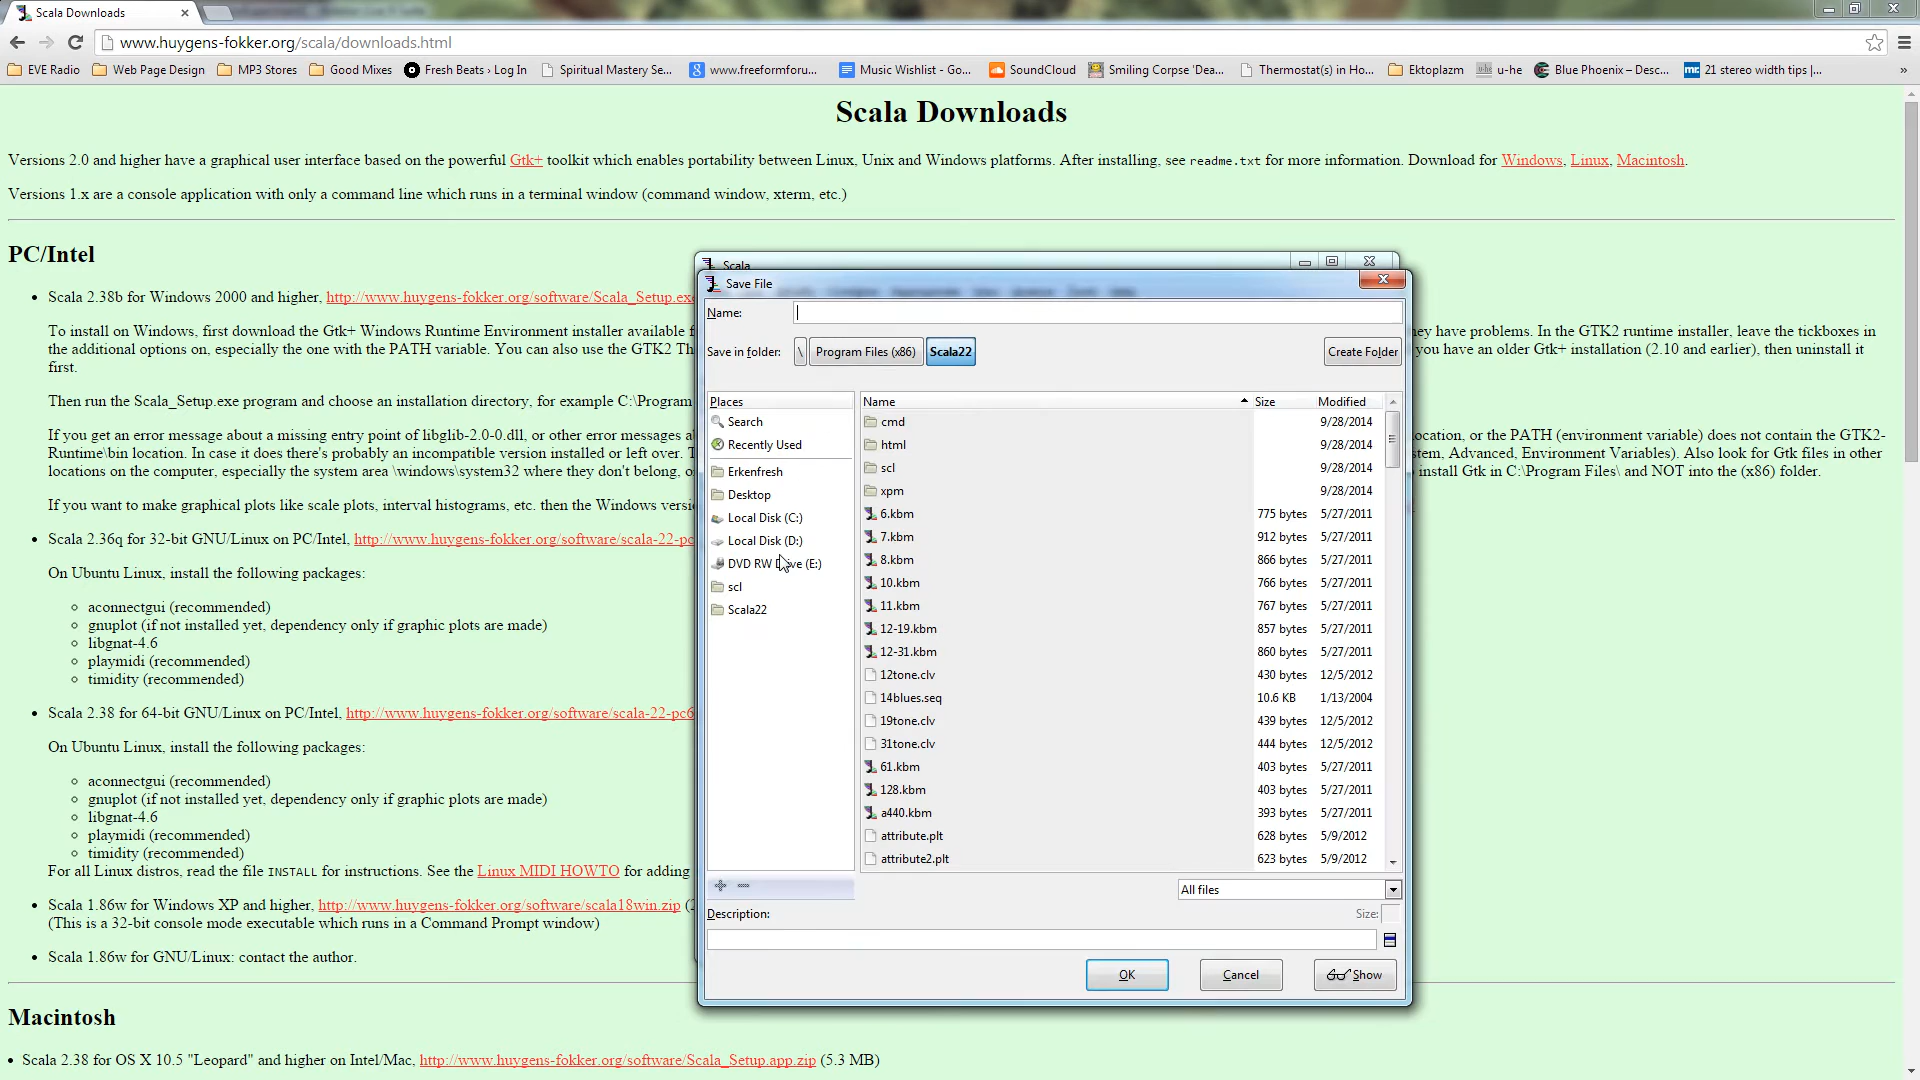 Scala Downloads
www.huygens-fokker.org/scala/downloads.html
EVE Radio Web Page Design MP3 Stores Good Mixes Fresh Beats › Log In Spiritual Mastery Se... www.freeformforu... Music Wishlist - Go... SoundCloud Smiling Corpse 'Dea... Thermostat(s) in Ho... Ektoplazm u-he Blue Phoenix – Desc... 21 stereo width tips |... »
Scala Downloads
Versions 2.0 and higher have a graphical user interface based on the powerful Gtk+ toolkit which enables portability between Linux, Unix and Windows platforms. After installing, see readme.txt for more information. Download for Windows, Linux, Macintosh.
Versions 1.x are a console application with only a command line which runs in a terminal window (command window, xterm, etc.)
PC/Intel
• Scala 2.38b for Windows 2000 and higher, http://www.huygens-fokker.org/software/Scala_Setup.exe
To install on Windows, first download the Gtk+ Windows Runtime Environment installer available f
hey have problems. In the GTK2 runtime installer, leave the tickboxes in
the additional options on, especially the one with the PATH variable. You can also use the GTK2 Th
you have an older Gtk+ installation (2.10 and earlier), then uninstall it
first.
Then run the Scala_Setup.exe program and choose an installation directory, for example C:\Program
If you get an error message about a missing entry point of libglib-2.0-0.dll, or other error messages a
ocation, or the PATH (environment variable) does not contain the GTK2-
Runtime\bin location. In case it does there's probably an incompatible version installed or left over. T
stem, Advanced, Environment Variables). Also look for Gtk files in other
locations on the computer, especially the system area \windows\system32 where they don't belong, o
install Gtk in C:\Program Files\ and NOT into the (x86) folder.
If you want to make graphical plots like scale plots, interval histograms, etc. then the Windows versi
• Scala 2.36q for 32-bit GNU/Linux on PC/Intel, http://www.huygens-fokker.org/software/scala-22-pc
On Ubuntu Linux, install the following packages:
aconnectgui (recommended)
gnuplot (if not installed yet, dependency only if graphic plots are made)
libgnat-4.6
playmidi (recommended)
timidity (recommended)
• Scala 2.38 for 64-bit GNU/Linux on PC/Intel, http://www.huygens-fokker.org/software/scala-22-pc6
On Ubuntu Linux, install the following packages:
aconnectgui (recommended)
gnuplot (if not installed yet, dependency only if graphic plots are made)
libgnat-4.6
playmidi (recommended)
timidity (recommended)
For all Linux distros, read the file INSTALL for instructions. See the Linux MIDI HOWTO for adding
• Scala 1.86w for Windows XP and higher, http://www.huygens-fokker.org/software/scala18win.zip (2
(This is a 32-bit console mode executable which runs in a Command Prompt window)
• Scala 1.86w for GNU/Linux: contact the author.
Macintosh
• Scala 2.38 for OS X 10.5 "Leopard" and higher on Intel/Mac, http://www.huygens-fokker.org/software/Scala_Setup.app.zip (5.3 MB)
Scala
Save File
Name:
Save in folder: \ Program Files (x86) Scala22 Create Folder
Places
Search
Recently Used
Erkenfresh
Desktop
Local Disk (C:)
Local Disk (D:)
DVD RW Drive (E:)
scl
Scala22
Name Size Modified
cmd 9/28/2014
html 9/28/2014
scl 9/28/2014
xpm 9/28/2014
6.kbm 775 bytes 5/27/2011
7.kbm 912 bytes 5/27/2011
8.kbm 866 bytes 5/27/2011
10.kbm 766 bytes 5/27/2011
11.kbm 767 bytes 5/27/2011
12-19.kbm 857 bytes 5/27/2011
12-31.kbm 860 bytes 5/27/2011
12tone.clv 430 bytes 12/5/2012
14blues.seq 10.6 KB 1/13/2004
19tone.clv 439 bytes 12/5/2012
31tone.clv 444 bytes 12/5/2012
61.kbm 403 bytes 5/27/2011
128.kbm 403 bytes 5/27/2011
a440.kbm 393 bytes 5/27/2011
attribute.plt 628 bytes 5/9/2012
attribute2.plt 623 bytes 5/9/2012
All files
Description: Size:
OK Cancel Show